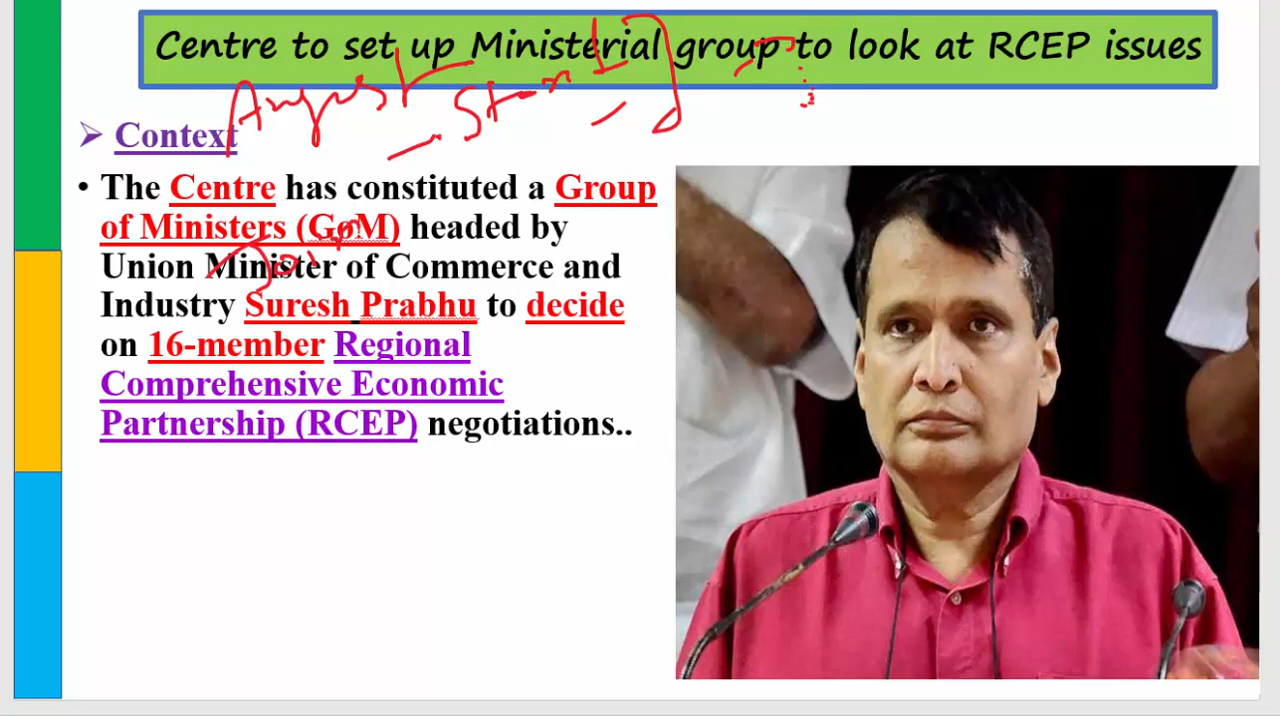 Centre to set up Ministerial group to look at RCEP issues
August
Stand
➢ Context
• The Centre has constituted a Group
of Ministers (GoM) headed by
Union Minister of Commerce and
Industry Suresh Prabhu to decide
on 16-member Regional
Comprehensive Economic
Partnership (RCEP) negotiations..